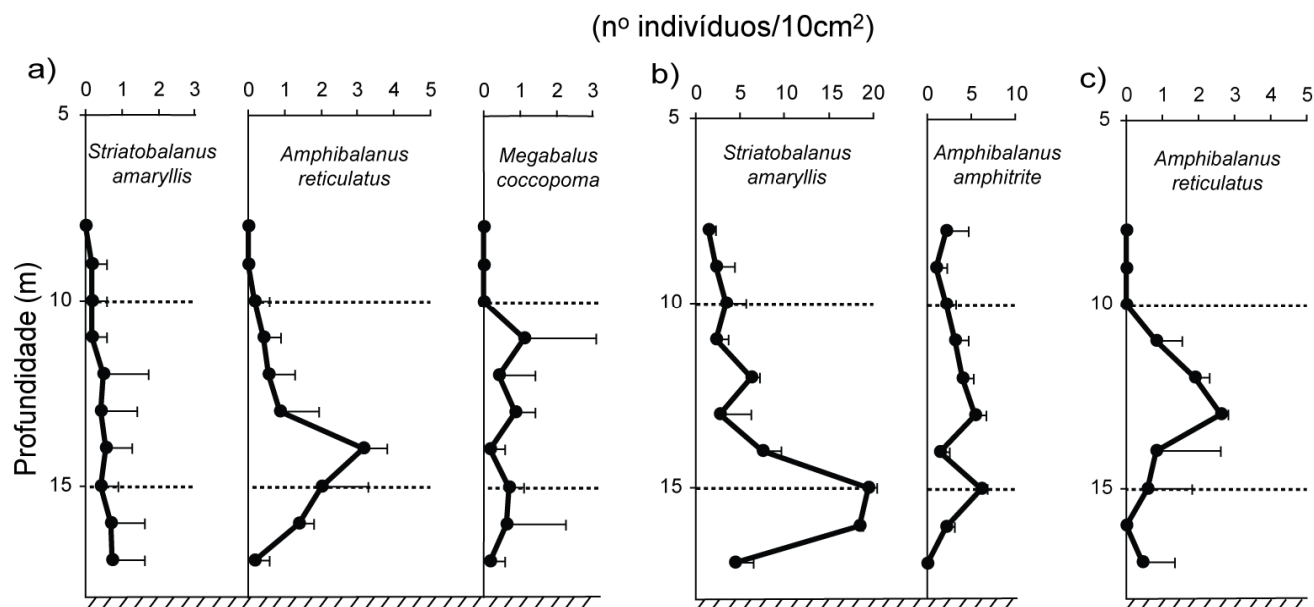 (nº indivíduos/10cm²)
a)
b)
c)
0 1 2 3
0 1 2 3 4 5
0 1 2 3
0 5 10 15 20
0 5 10
0 1 2 3 4 5
5
5
5
Striatobalanus
amaryllis
Amphibalanus
reticulatus
Megabalus
coccopoma
Striatobalanus
amaryllis
Amphibalanus
amphitrite
Amphibalanus
reticulatus
Profundidade (m)
10
10
10
15
15
15